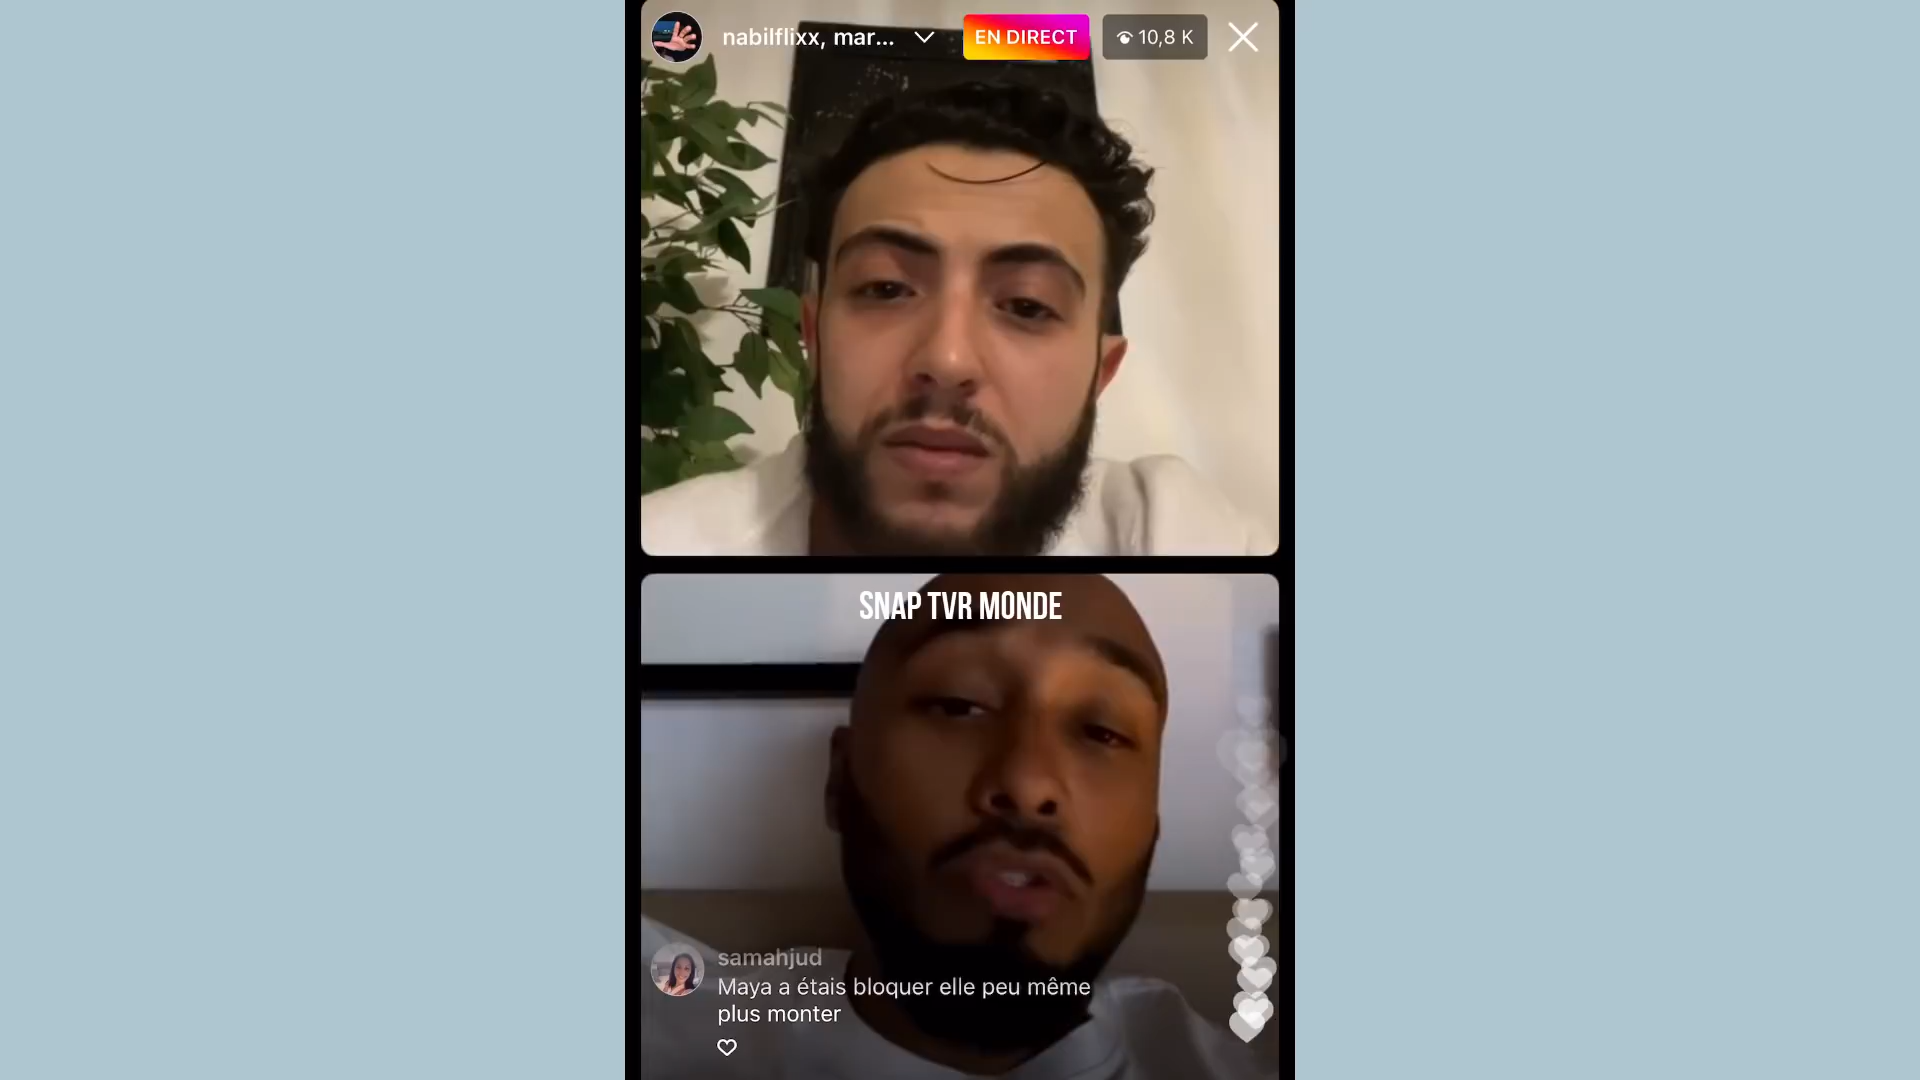 nabilflixx, mar...
EN DIRECT
10,8 K
SNAP TVR MONDE
samahjud
Maya a étais bloquer elle peu même
plus monter